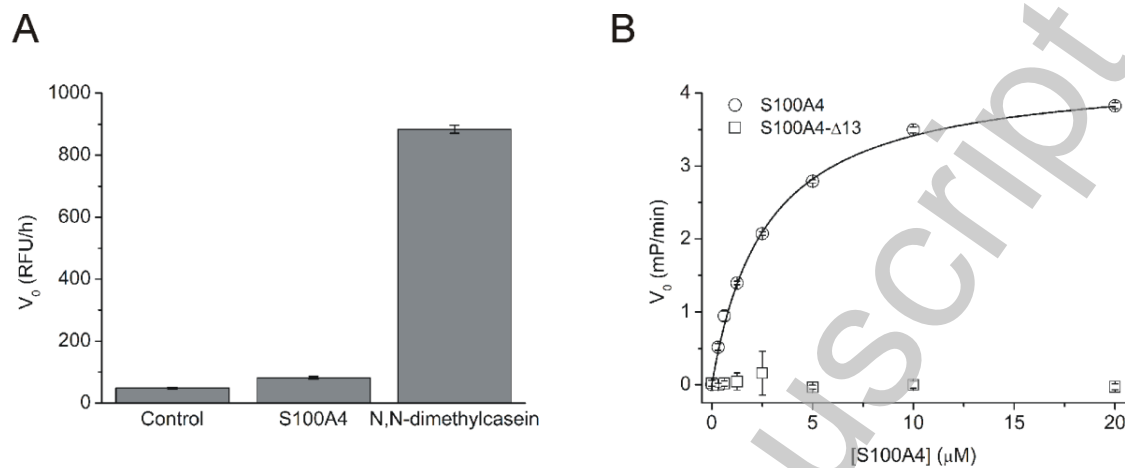 A
V₀ (RFU/h)
1000
800
600
400
200
0
Control
S100A4
N,N-dimethylcasein
B
V₀ (mP/min)
4
3
2
1
0
S100A4
S100A4-Δ13
0
5
10
15
20
[S100A4] (μM)
uscript